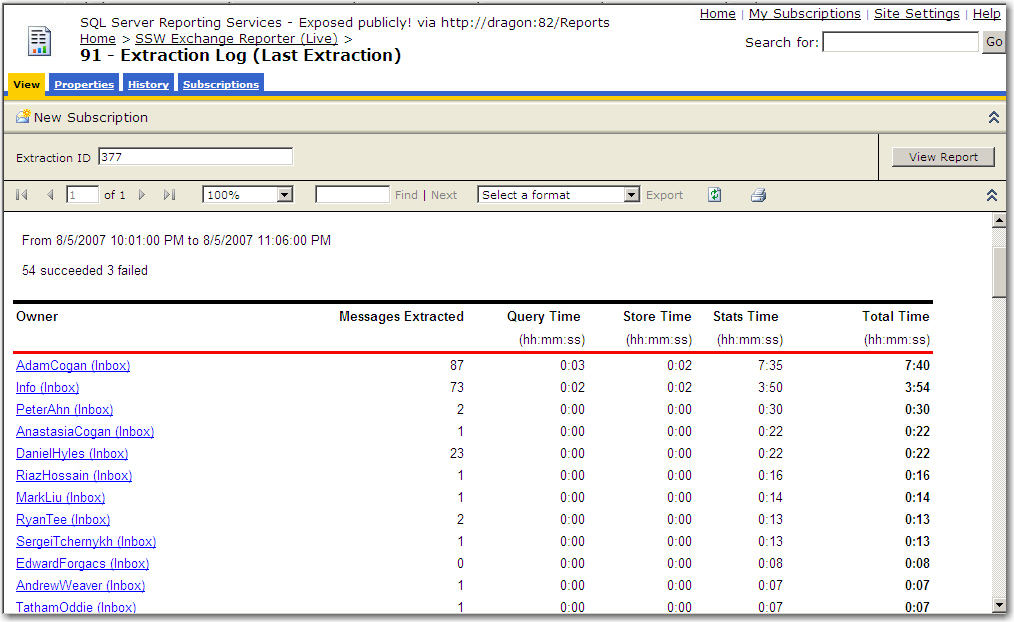 SQL Server Reporting Services - Exposed publicly! via http://dragon:82/Reports
Home | My Subscriptions | Site Settings | Help
Home > SSW Exchange Reporter (Live) >
Search for: Go
91 - Extraction Log (Last Extraction)
View Properties History Subscriptions
New Subscription
Extraction ID 377 View Report
1 of 1 100% Find | Next Select a format Export
From 8/5/2007 10:01:00 PM to 8/5/2007 11:06:00 PM
54 succeeded 3 failed
Owner Messages Extracted Query Time Store Time Stats Time Total Time
(hh:mm:ss) (hh:mm:ss) (hh:mm:ss) (hh:mm:ss)
AdamCogan (Inbox) 87 0:03 0:02 7:35 7:40
Info (Inbox) 73 0:02 0:02 3:50 3:54
PeterAhn (Inbox) 2 0:00 0:00 0:30 0:30
AnastasiaCogan (Inbox) 1 0:00 0:00 0:22 0:22
DanielHyles (Inbox) 23 0:00 0:00 0:22 0:22
RiazHossain (Inbox) 1 0:00 0:00 0:16 0:16
MarkLiu (Inbox) 1 0:00 0:00 0:14 0:14
RyanTee (Inbox) 2 0:00 0:00 0:13 0:13
SergeiTchernykh (Inbox) 1 0:00 0:00 0:13 0:13
EdwardForgacs (Inbox) 0 0:00 0:00 0:08 0:08
AndrewWeaver (Inbox) 1 0:00 0:00 0:07 0:07
TathamOddie (Inbox) 1 0:00 0:00 0:07 0:07